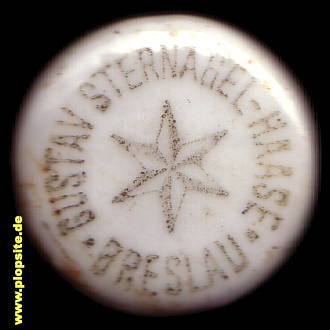 GUSTAV STERNAGEL-HAASE
BRESLAU
www.plopsite.de